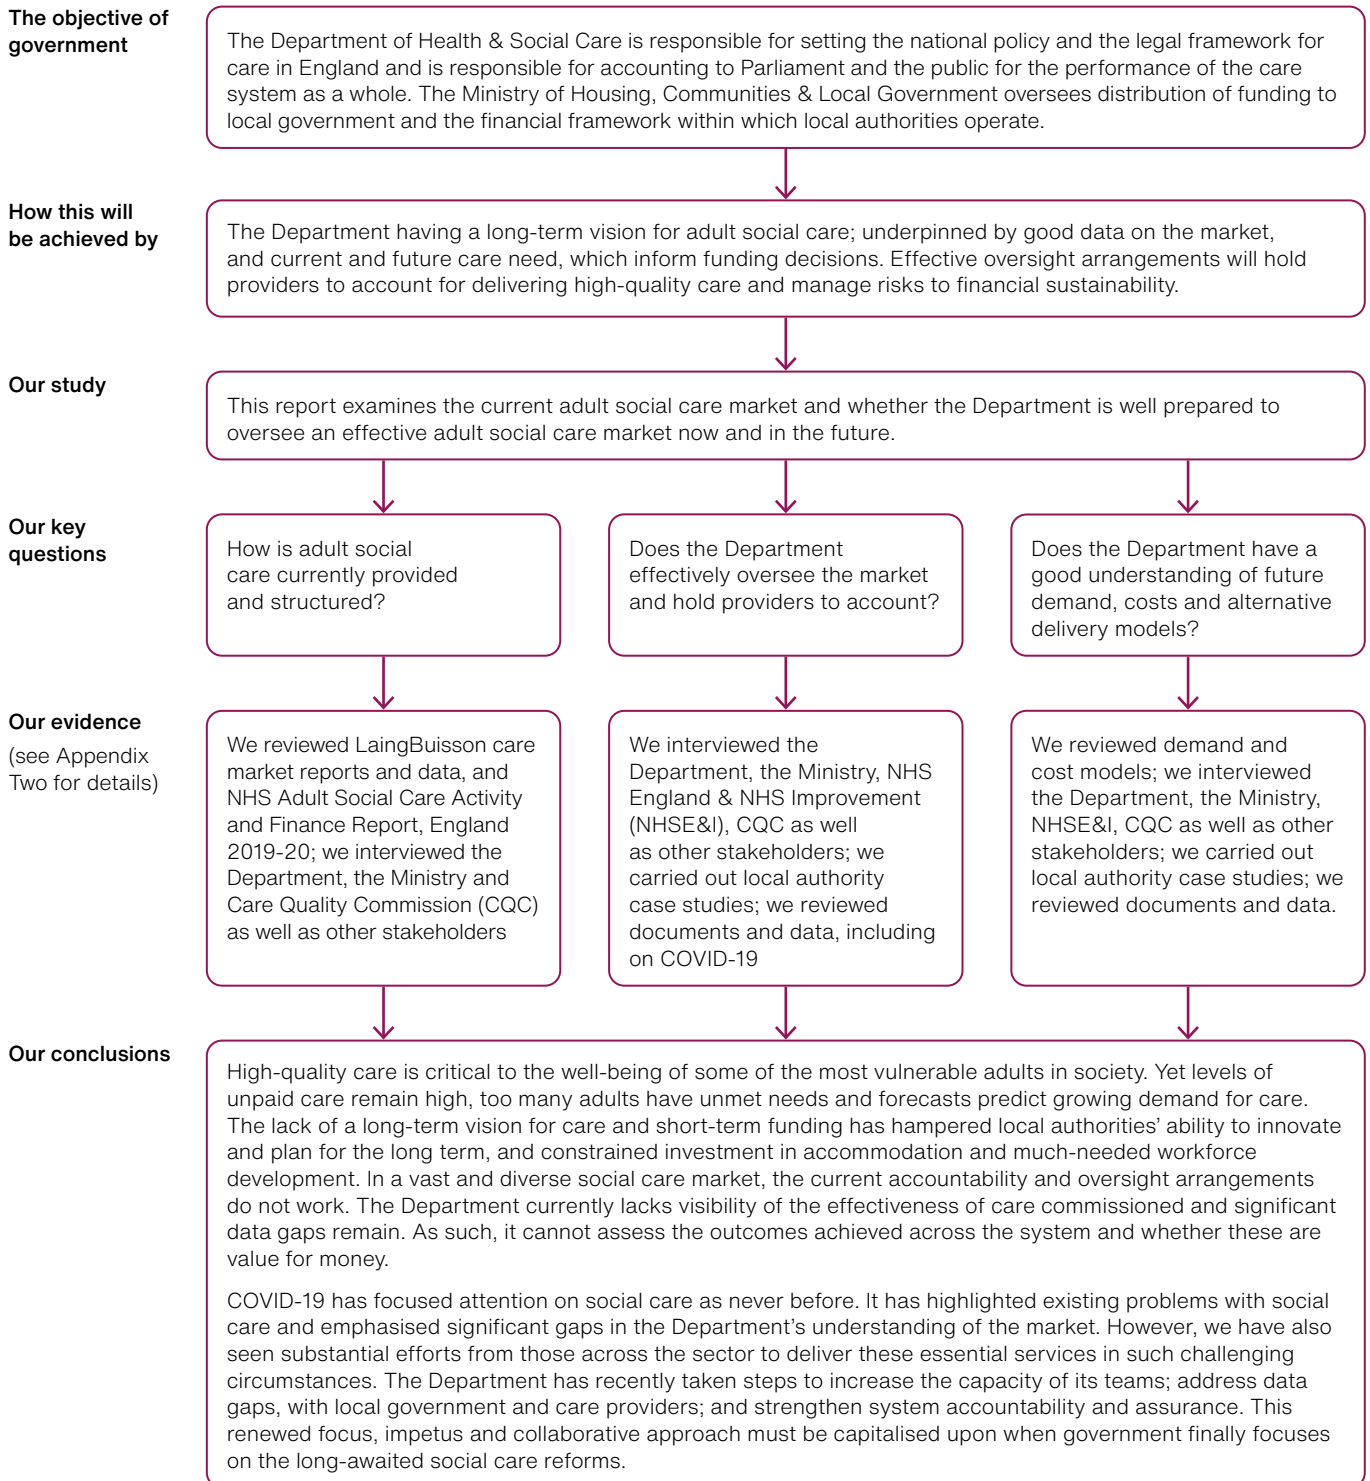 The objective of
government
The Department of Health & Social Care is responsible for setting the national policy and the legal framework for
care in England and is responsible for accounting to Parliament and the public for the performance of the care
system as a whole. The Ministry of Housing, Communities & Local Government oversees distribution of funding to
local government and the financial framework within which local authorities operate.
How this will
be achieved by
The Department having a long-term vision for adult social care; underpinned by good data on the market,
and current and future care need, which inform funding decisions. Effective oversight arrangements will hold
providers to account for delivering high-quality care and manage risks to financial sustainability.
Our study
This report examines the current adult social care market and whether the Department is well prepared to
oversee an effective adult social care market now and in the future.
Our key
questions
How is adult social
care currently provided
and structured?
Does the Department
effectively oversee the market
and hold providers to account?
Does the Department have a
good understanding of future
demand, costs and alternative
delivery models?
Our evidence
(see Appendix
Two for details)
We reviewed LaingBuisson care
market reports and data, and
NHS Adult Social Care Activity
and Finance Report, England
2019-20; we interviewed the
Department, the Ministry and
Care Quality Commission (CQC)
as well as other stakeholders
We interviewed the
Department, the Ministry, NHS
England & NHS Improvement
(NHSE&I), CQC as well
as other stakeholders; we
carried out local authority
case studies; we reviewed
documents and data, including
on COVID-19
We reviewed demand and
cost models; we interviewed
the Department, the Ministry,
NHSE&I, CQC as well as other
stakeholders; we carried out
local authority case studies; we
reviewed documents and data.
Our conclusions
High-quality care is critical to the well-being of some of the most vulnerable adults in society. Yet levels of
unpaid care remain high, too many adults have unmet needs and forecasts predict growing demand for care.
The lack of a long-term vision for care and short-term funding has hampered local authorities' ability to innovate
and plan for the long term, and constrained investment in accommodation and much-needed workforce
development. In a vast and diverse social care market, the current accountability and oversight arrangements
do not work. The Department currently lacks visibility of the effectiveness of care commissioned and significant
data gaps remain. As such, it cannot assess the outcomes achieved across the system and whether these are
value for money.
COVID-19 has focused attention on social care as never before. It has highlighted existing problems with social
care and emphasised significant gaps in the Department's understanding of the market. However, we have also
seen substantial efforts from those across the sector to deliver these essential services in such challenging
circumstances. The Department has recently taken steps to increase the capacity of its teams; address data
gaps, with local government and care providers; and strengthen system accountability and assurance. This
renewed focus, impetus and collaborative approach must be capitalised upon when government finally focuses
on the long-awaited social care reforms.